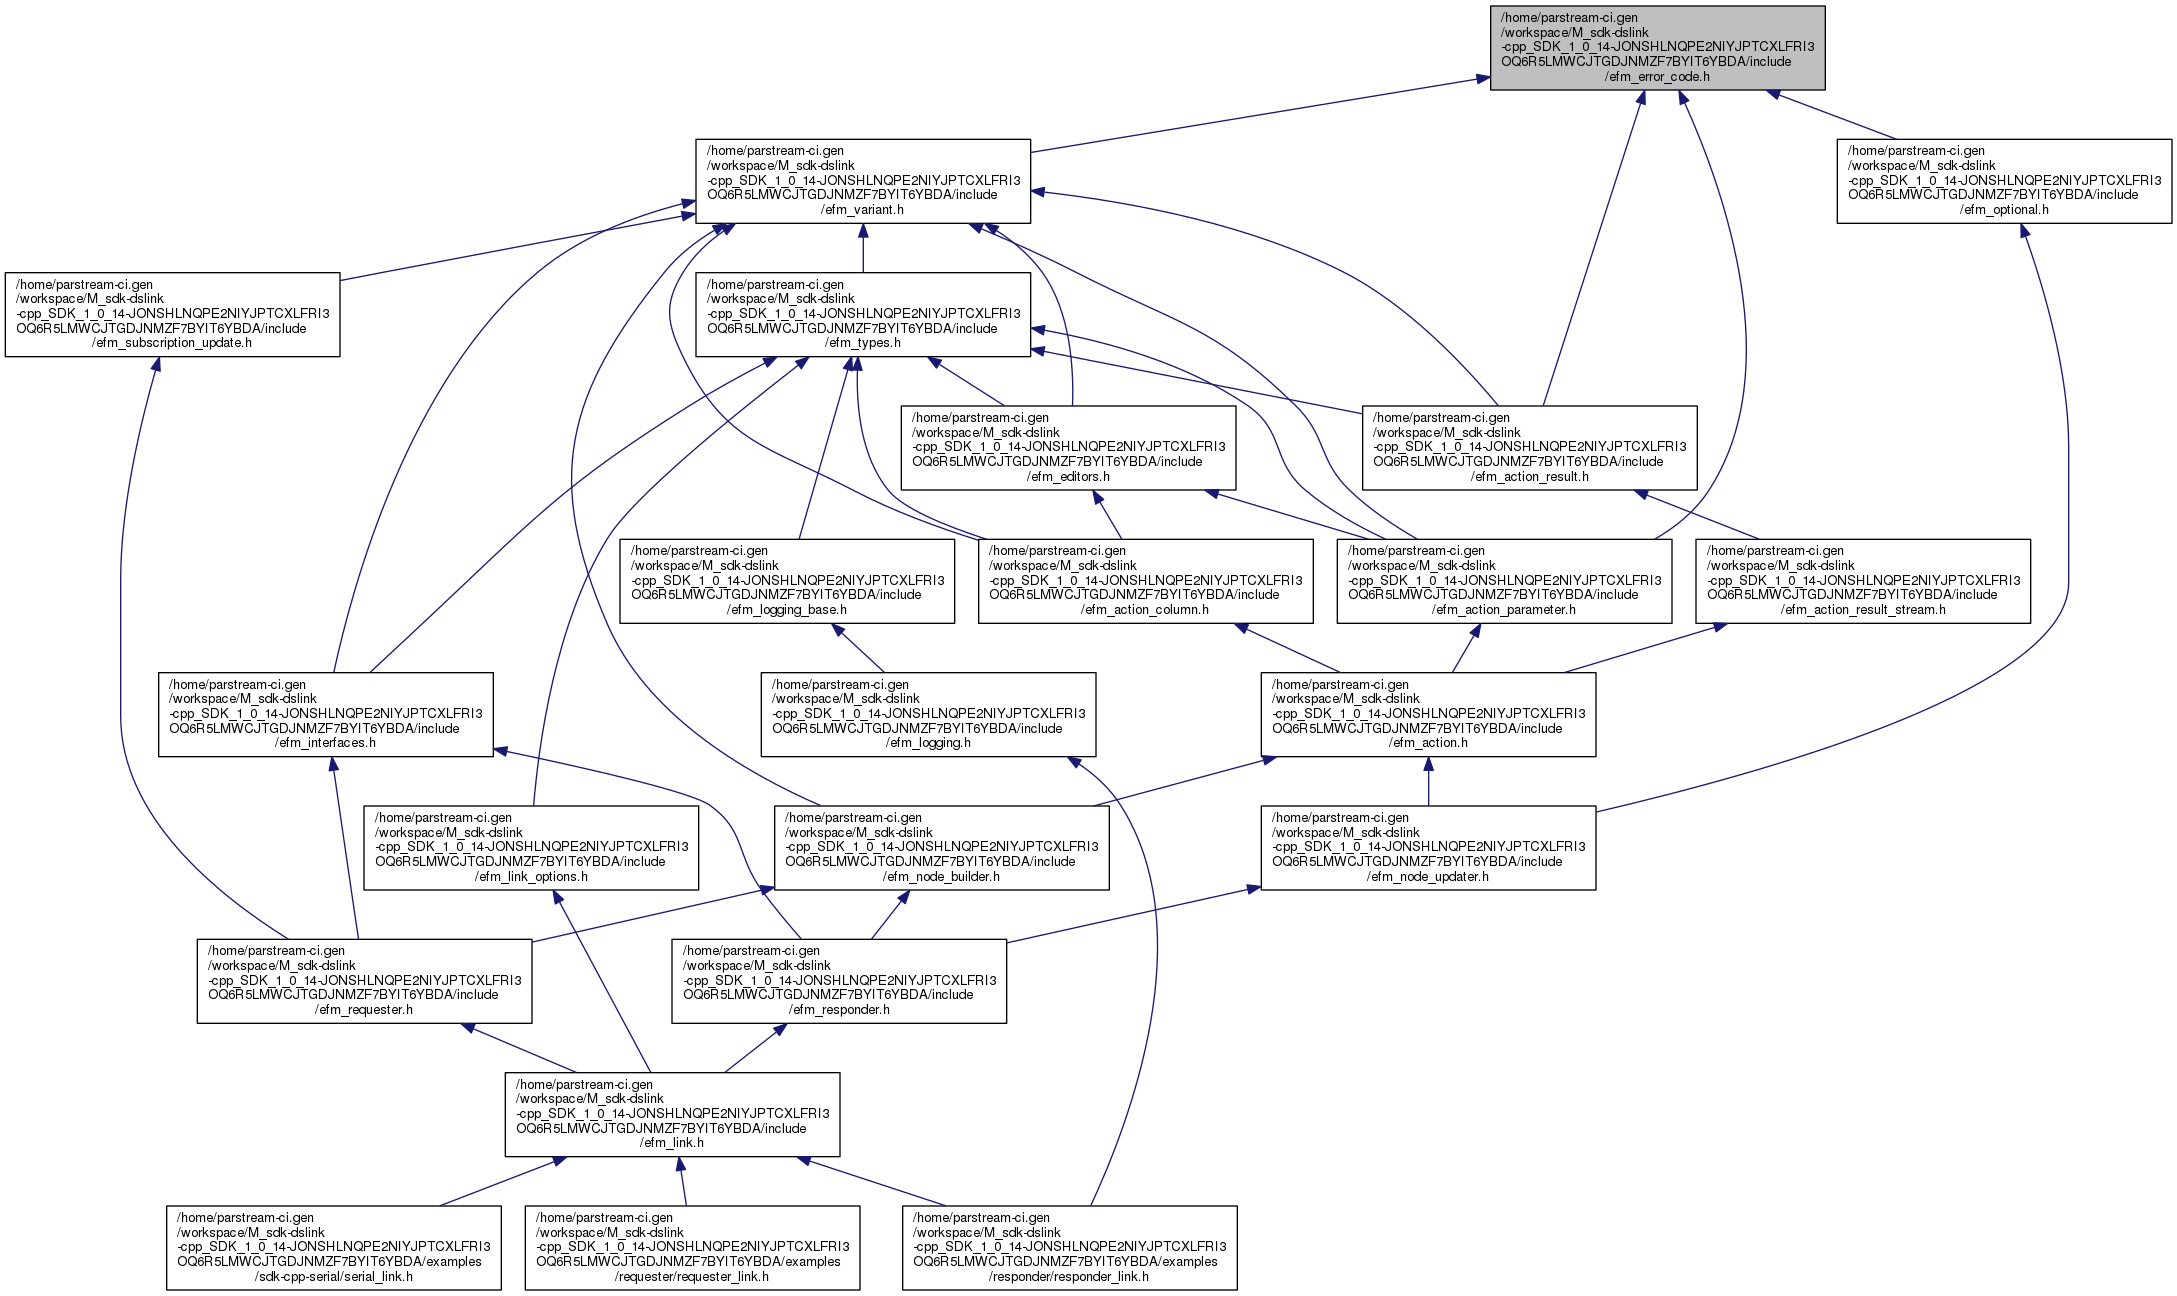 /home/parstream-ci.gen
/workspace/M_sdk-dslink
-cpp_SDK_1_0_14-JONSHLNQPE2NIYJPTCXLFRI3
OQ6R5LMWCJTGDJNMZF7BYIT6YBDA/include
/efm_error_code.h
/home/parstream-ci.gen
/workspace/M_sdk-dslink
-cpp_SDK_1_0_14-JONSHLNQPE2NIYJPTCXLFRI3
OQ6R5LMWCJTGDJNMZF7BYIT6YBDA/include
/efm_variant.h
/home/parstream-ci.gen
/workspace/M_sdk-dslink
-cpp_SDK_1_0_14-JONSHLNQPE2NIYJPTCXLFRI3
OQ6R5LMWCJTGDJNMZF7BYIT6YBDA/include
/efm_optional.h
/home/parstream-ci.gen
/workspace/M_sdk-dslink
-cpp_SDK_1_0_14-JONSHLNQPE2NIYJPTCXLFRI3
OQ6R5LMWCJTGDJNMZF7BYIT6YBDA/include
/efm_subscription_update.h
/home/parstream-ci.gen
/workspace/M_sdk-dslink
-cpp_SDK_1_0_14-JONSHLNQPE2NIYJPTCXLFRI3
OQ6R5LMWCJTGDJNMZF7BYIT6YBDA/include
/efm_types.h
/home/parstream-ci.gen
/workspace/M_sdk-dslink
-cpp_SDK_1_0_14-JONSHLNQPE2NIYJPTCXLFRI3
OQ6R5LMWCJTGDJNMZF7BYIT6YBDA/include
/efm_editors.h
/home/parstream-ci.gen
/workspace/M_sdk-dslink
-cpp_SDK_1_0_14-JONSHLNQPE2NIYJPTCXLFRI3
OQ6R5LMWCJTGDJNMZF7BYIT6YBDA/include
/efm_action_result.h
/home/parstream-ci.gen
/workspace/M_sdk-dslink
-cpp_SDK_1_0_14-JONSHLNQPE2NIYJPTCXLFRI3
OQ6R5LMWCJTGDJNMZF7BYIT6YBDA/include
/efm_logging_base.h
/home/parstream-ci.gen
/workspace/M_sdk-dslink
-cpp_SDK_1_0_14-JONSHLNQPE2NIYJPTCXLFRI3
OQ6R5LMWCJTGDJNMZF7BYIT6YBDA/include
/efm_action_column.h
/home/parstream-ci.gen
/workspace/M_sdk-dslink
-cpp_SDK_1_0_14-JONSHLNQPE2NIYJPTCXLFRI3
OQ6R5LMWCJTGDJNMZF7BYIT6YBDA/include
/efm_action_parameter.h
/home/parstream-ci.gen
/workspace/M_sdk-dslink
-cpp_SDK_1_0_14-JONSHLNQPE2NIYJPTCXLFRI3
OQ6R5LMWCJTGDJNMZF7BYIT6YBDA/include
/efm_action_result_stream.h
/home/parstream-ci.gen
/workspace/M_sdk-dslink
-cpp_SDK_1_0_14-JONSHLNQPE2NIYJPTCXLFRI3
OQ6R5LMWCJTGDJNMZF7BYIT6YBDA/include
/efm_interfaces.h
/home/parstream-ci.gen
/workspace/M_sdk-dslink
-cpp_SDK_1_0_14-JONSHLNQPE2NIYJPTCXLFRI3
OQ6R5LMWCJTGDJNMZF7BYIT6YBDA/include
/efm_logging.h
/home/parstream-ci.gen
/workspace/M_sdk-dslink
-cpp_SDK_1_0_14-JONSHLNQPE2NIYJPTCXLFRI3
OQ6R5LMWCJTGDJNMZF7BYIT6YBDA/include
/efm_action.h
/home/parstream-ci.gen
/workspace/M_sdk-dslink
-cpp_SDK_1_0_14-JONSHLNQPE2NIYJPTCXLFRI3
OQ6R5LMWCJTGDJNMZF7BYIT6YBDA/include
/efm_link_options.h
/home/parstream-ci.gen
/workspace/M_sdk-dslink
-cpp_SDK_1_0_14-JONSHLNQPE2NIYJPTCXLFRI3
OQ6R5LMWCJTGDJNMZF7BYIT6YBDA/include
/efm_node_builder.h
/home/parstream-ci.gen
/workspace/M_sdk-dslink
-cpp_SDK_1_0_14-JONSHLNQPE2NIYJPTCXLFRI3
OQ6R5LMWCJTGDJNMZF7BYIT6YBDA/include
/efm_node_updater.h
/home/parstream-ci.gen
/workspace/M_sdk-dslink
-cpp_SDK_1_0_14-JONSHLNQPE2NIYJPTCXLFRI3
OQ6R5LMWCJTGDJNMZF7BYIT6YBDA/include
/efm_requester.h
/home/parstream-ci.gen
/workspace/M_sdk-dslink
-cpp_SDK_1_0_14-JONSHLNQPE2NIYJPTCXLFRI3
OQ6R5LMWCJTGDJNMZF7BYIT6YBDA/include
/efm_responder.h
/home/parstream-ci.gen
/workspace/M_sdk-dslink
-cpp_SDK_1_0_14-JONSHLNQPE2NIYJPTCXLFRI3
OQ6R5LMWCJTGDJNMZF7BYIT6YBDA/include
/efm_link.h
/home/parstream-ci.gen
/workspace/M_sdk-dslink
-cpp_SDK_1_0_14-JONSHLNQPE2NIYJPTCXLFRI3
OQ6R5LMWCJTGDJNMZF7BYIT6YBDA/examples
/sdk-cpp-serial/serial_link.h
/home/parstream-ci.gen
/workspace/M_sdk-dslink
-cpp_SDK_1_0_14-JONSHLNQPE2NIYJPTCXLFRI3
OQ6R5LMWCJTGDJNMZF7BYIT6YBDA/examples
/requester/requester_link.h
/home/parstream-ci.gen
/workspace/M_sdk-dslink
-cpp_SDK_1_0_14-JONSHLNQPE2NIYJPTCXLFRI3
OQ6R5LMWCJTGDJNMZF7BYIT6YBDA/examples
/responder/responder_link.h